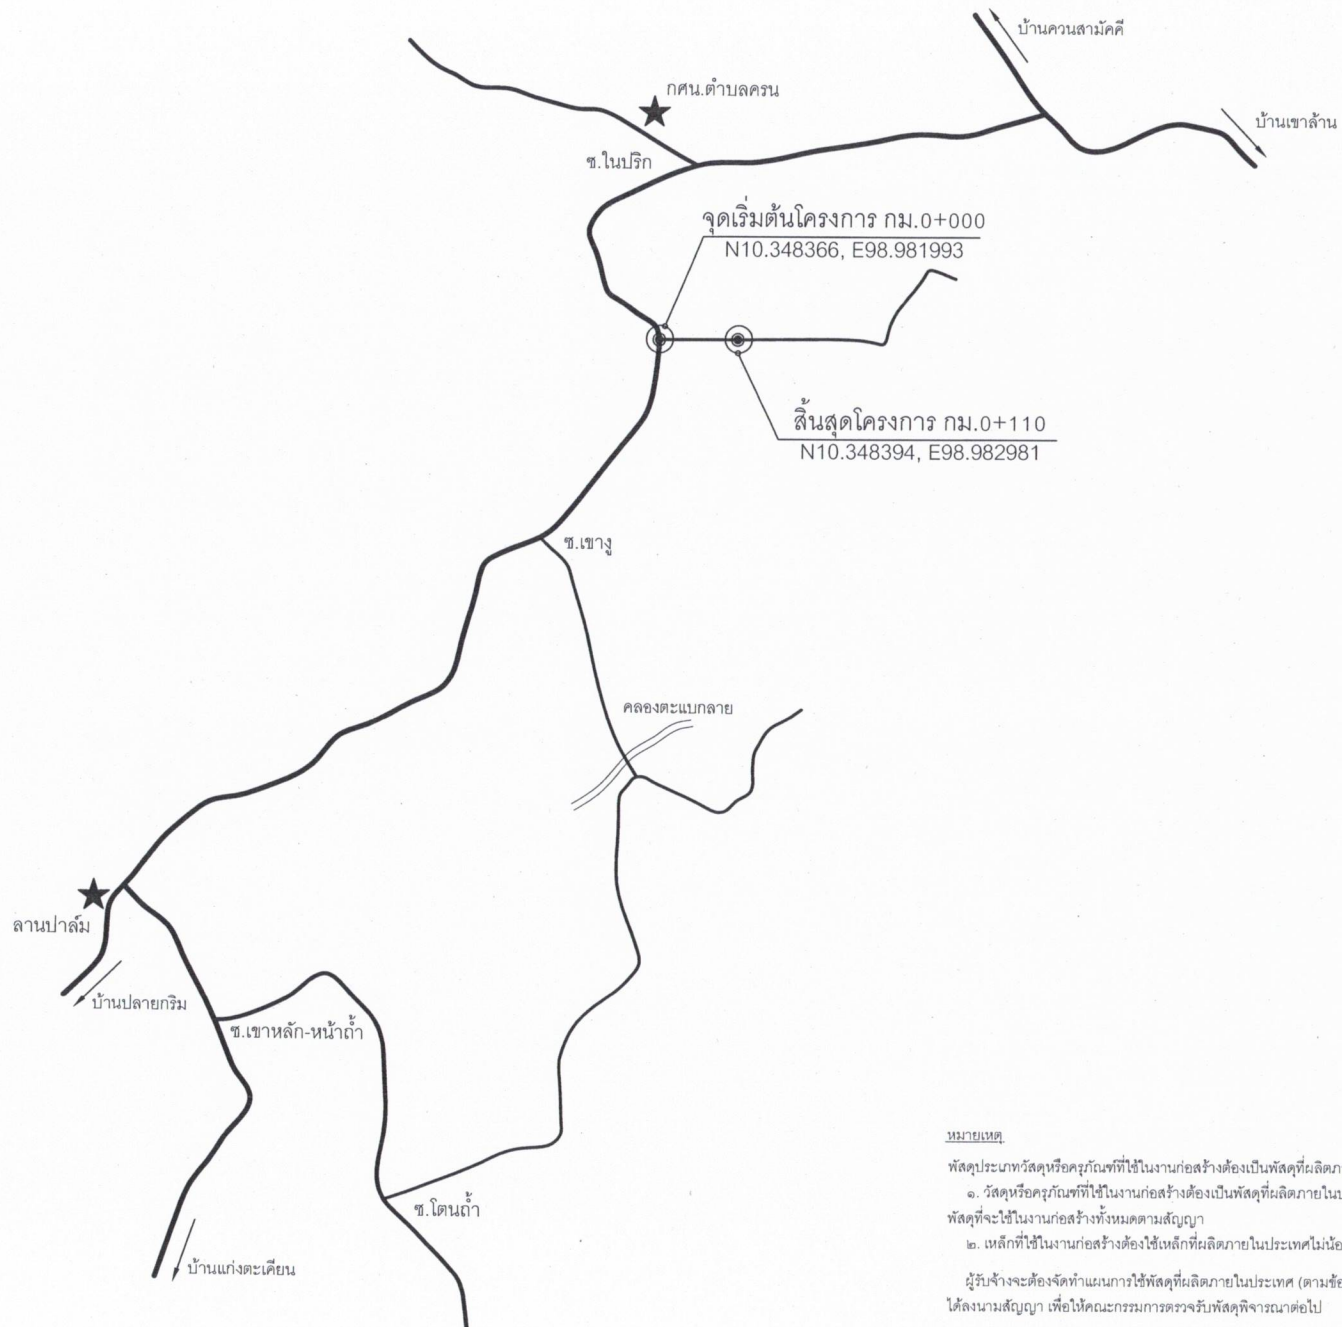 บ้านควนสามัคคี
กศน.ตำบลครน
บ้านเขาล้าน
ซ.ในปริก
จุดเริ่มต้นโครงการ กม.0+000
N10.348366, E98.981993
สิ้นสุดโครงการ กม.0+110
N10.348394, E98.982981
ซ.เขางู
คลองตะแบกลาย
ลานปาล์ม
บ้านปลายกริม
ซ.เขาหลัก-หน้าถ้ำ
ซ.โตนถ้ำ
บ้านแก่งตะเคียน
หมายเหตุ
พัสดุประเภทวัสดุหรือครุภัณฑ์ที่ใช้ในงานก่อสร้างต้องเป็นพัสดุที่ผลิตภา
๑. วัสดุหรือครุภัณฑ์ที่ใช้ในงานก่อสร้างต้องเป็นพัสดุที่ผลิตภายในป
พัสดุที่จะใช้ในงานก่อสร้างทั้งหมดตามสัญญา
๒. เหล็กที่ใช้ในงานก่อสร้างต้องใช้เหล็กที่ผลิตภายในประเทศไม่น้อ
ผู้รับจ้างจะต้องจัดทำแผนการใช้พัสดุที่ผลิตภายในประเทศ (ตามข้อ
ได้ลงนามสัญญา เพื่อให้คณะกรรมการตรวจรับพัสดุพิจารณาต่อไป